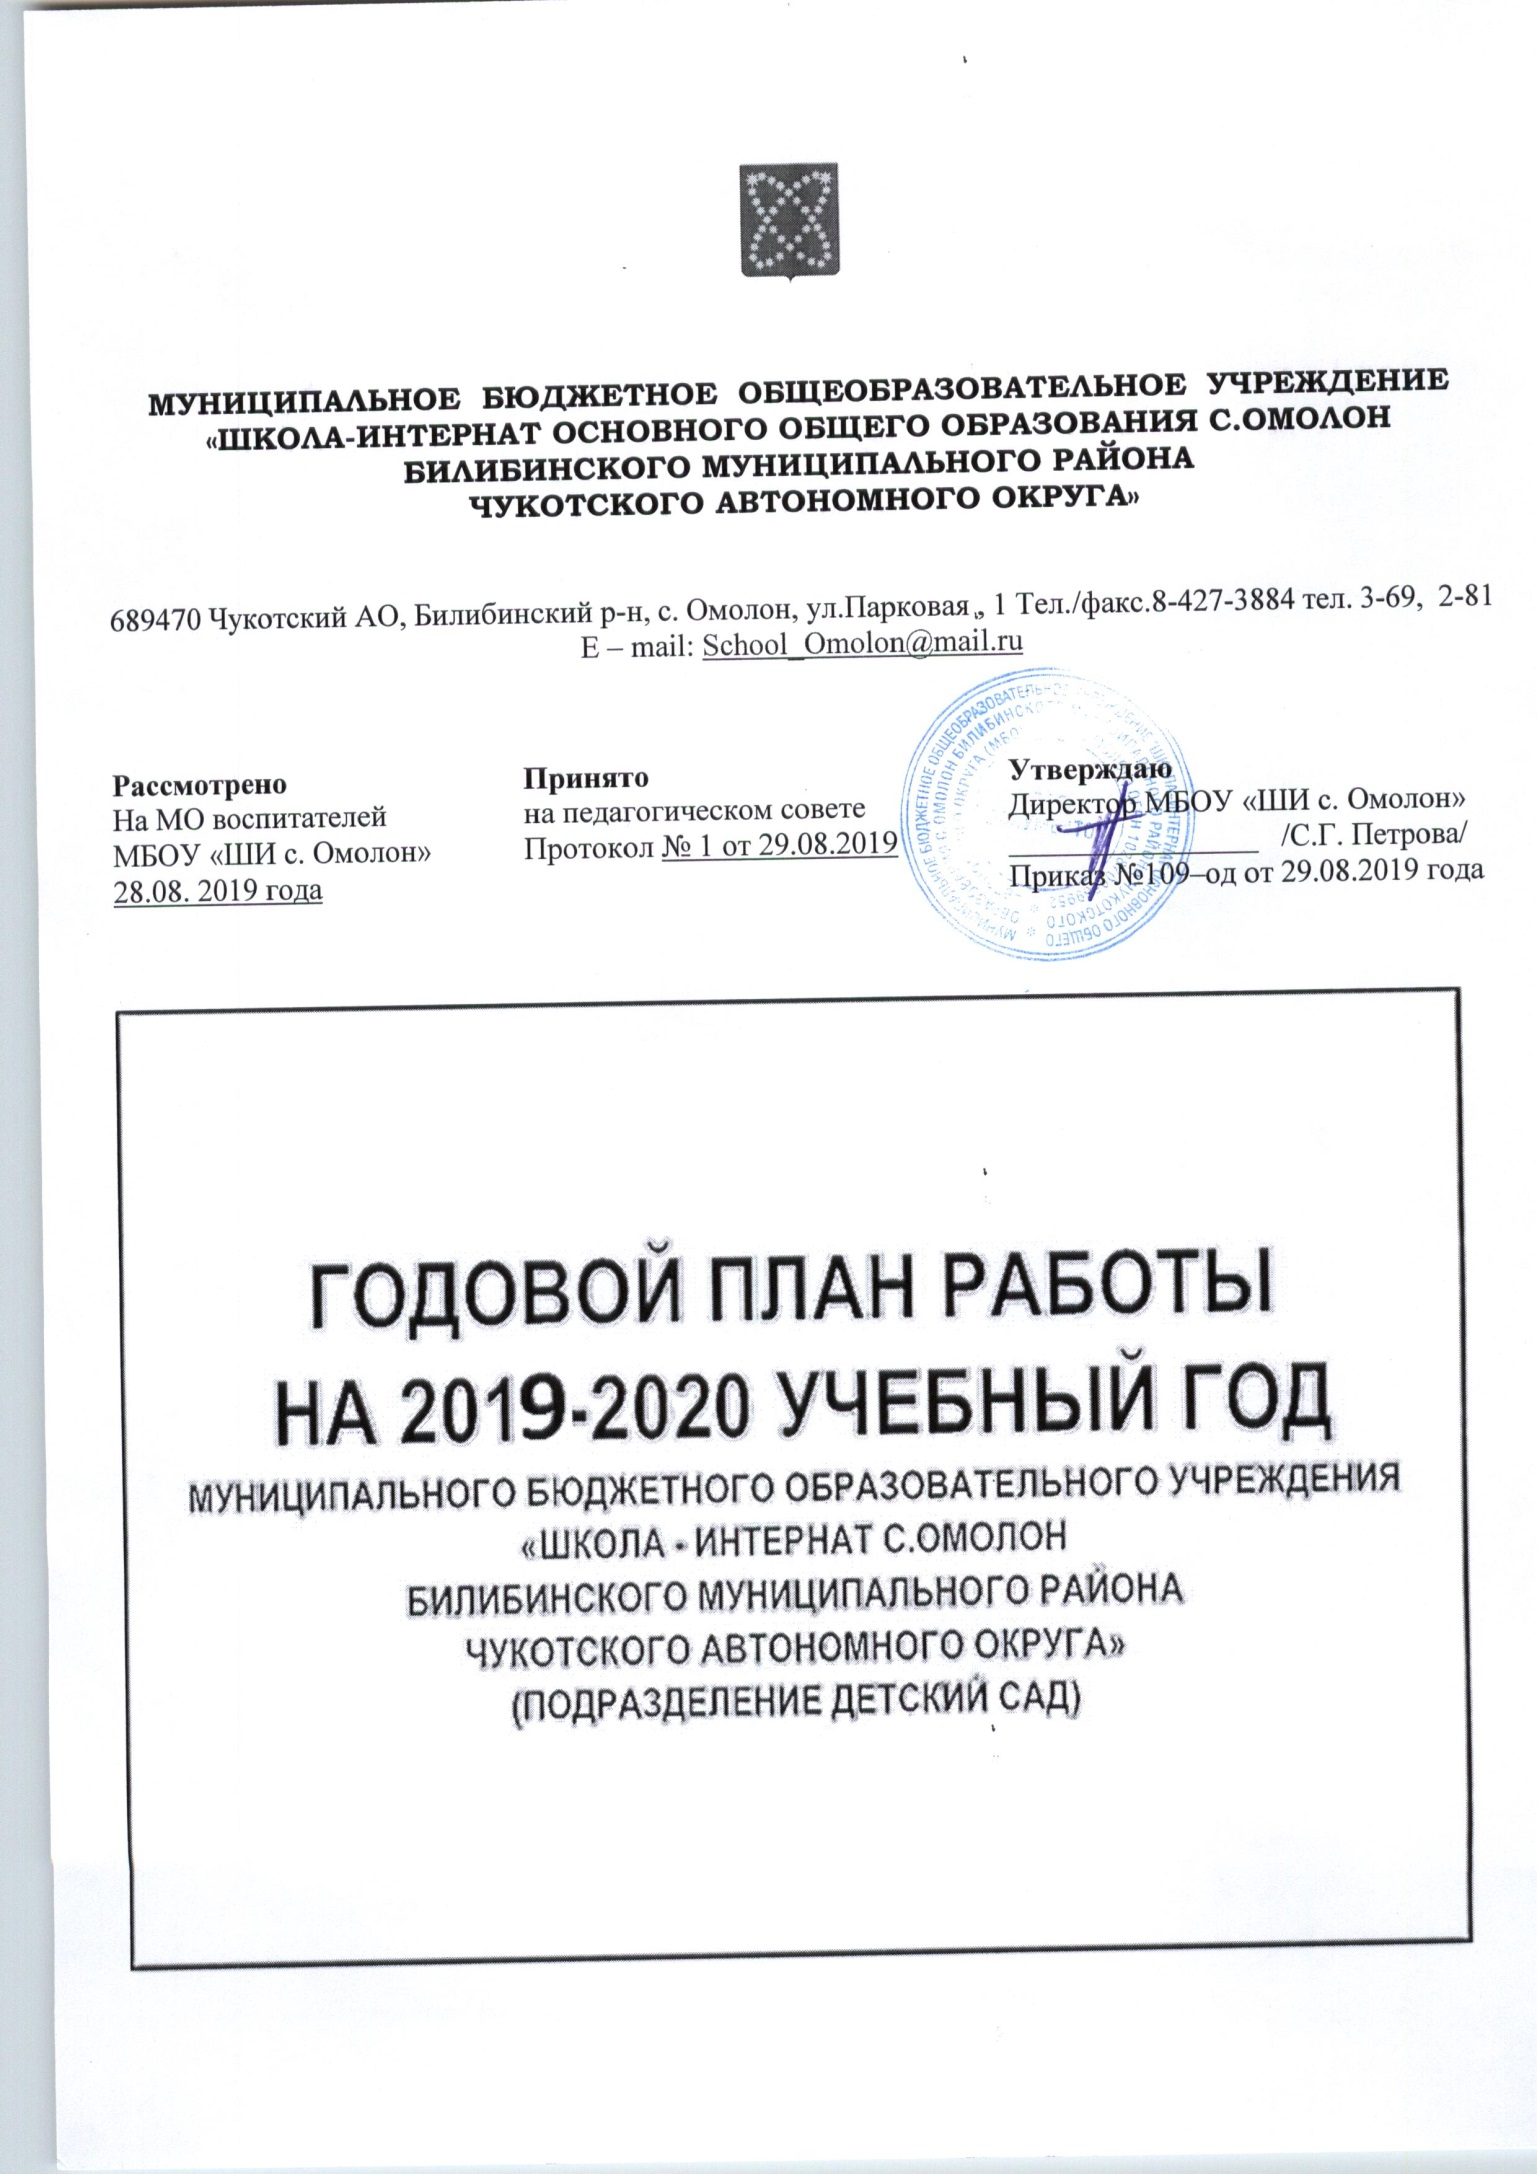 МУНИЦИПАЛЬНОЕ БЮДЖЕТНОЕ ОБЩЕОБРАЗОВАТЕЛЬНОЕ УЧРЕЖДЕНИЕ
«ШКОЛА-ИНТЕРНАТ ОСНОВНОГО ОБЩЕГО ОБРАЗОВАНИЯ С.ОМОЛОН
БИЛИБИНСКОГО МУНИЦИПАЛЬНОГО РАЙОНА
ЧУКОТСКОГО АВТОНОМНОГО ОКРУГА»
689470 Чукотский АО, Билибинский р-н, с. Омолон, ул.Парковая ,, 1 Тел./факс.8-427-3884 тел. 3-69, 2-81
E – mail: School_Omolon@mail.ru
Рассмотрено
На МО воспитателей
МБОУ «ШИ с. Омолон»
28.08. 2019 года
Принято
на педагогическом совете
Протокол № 1 от 29.08.2019
Утверждаю
Директор МБОУ «ШИ с. Омолон»
________________ /С.Г. Петрова/
Приказ №109–од от 29.08.2019 года
ГОДОВОЙ ПЛАН РАБОТЫ
НА 2019-2020 УЧЕБНЫЙ ГОД
МУНИЦИПАЛЬНОГО БЮДЖЕТНОГО ОБРАЗОВАТЕЛЬНОГО УЧРЕЖДЕНИЯ
«ШКОЛА - ИНТЕРНАТ С.ОМОЛОН
БИЛИБИНСКОГО МУНИЦИПАЛЬНОГО РАЙОНА
ЧУКОТСКОГО АВТОНОМНОГО ОКРУГА»
(ПОДРАЗДЕЛЕНИЕ ДЕТСКИЙ САД)